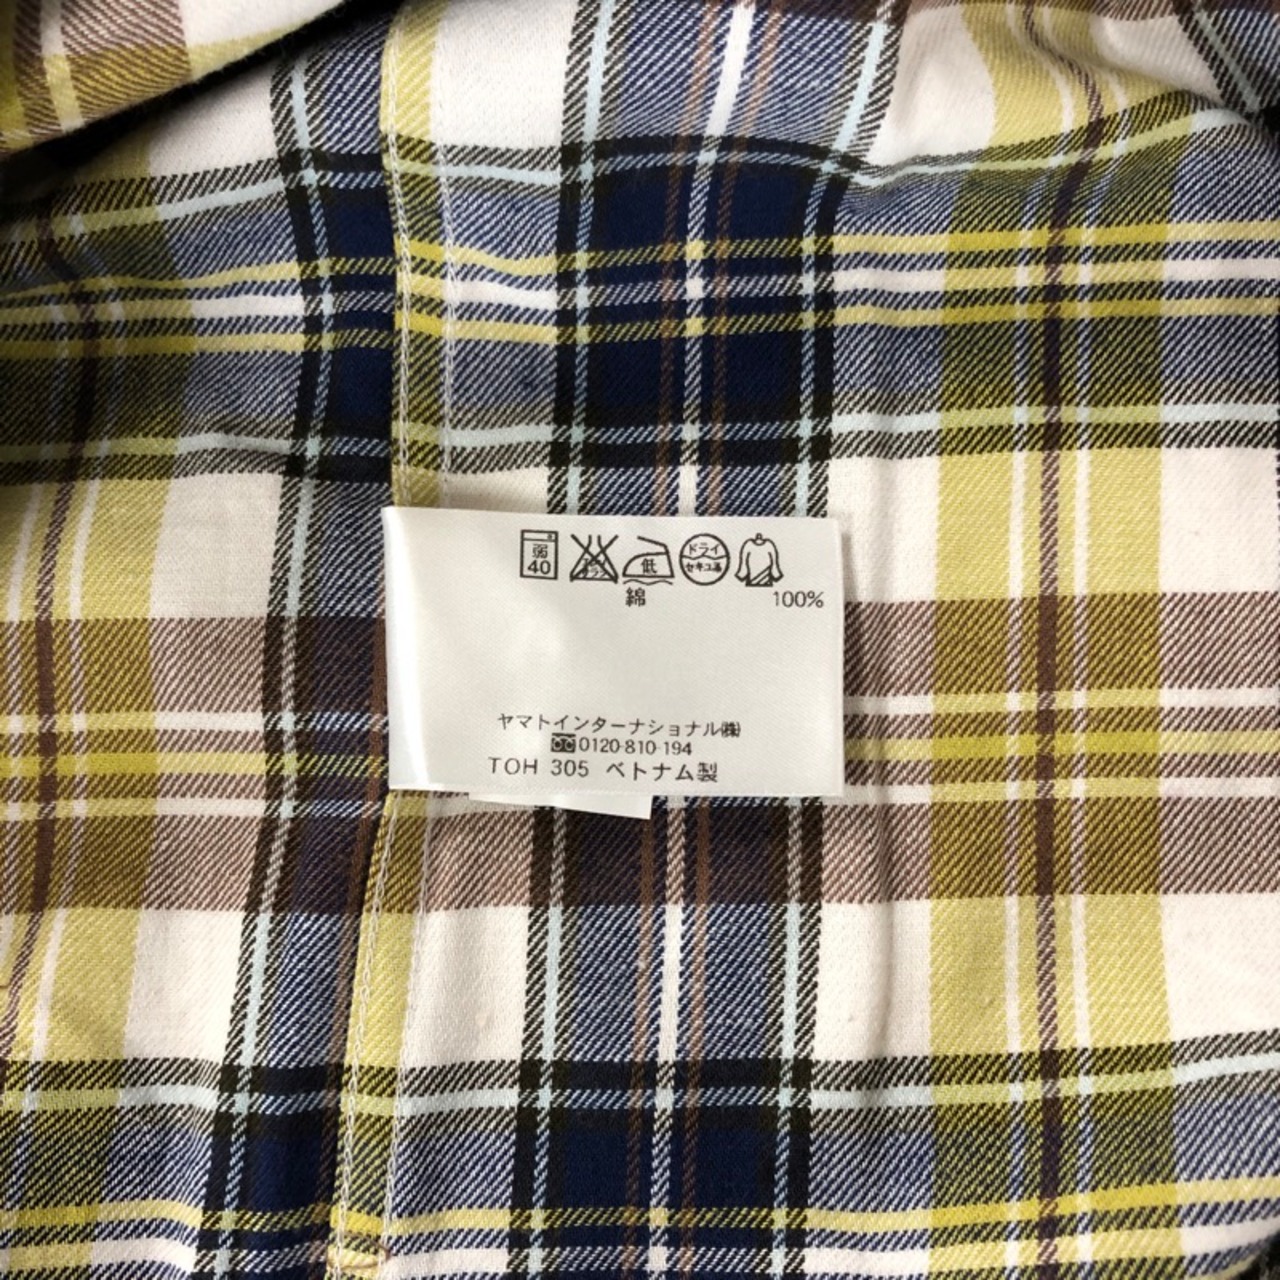 弱
40
低
ドライ
セキユ系
綿 100%
ヤマトインターナショナル㈱
0120-810-194
TOH 305 ベトナム製